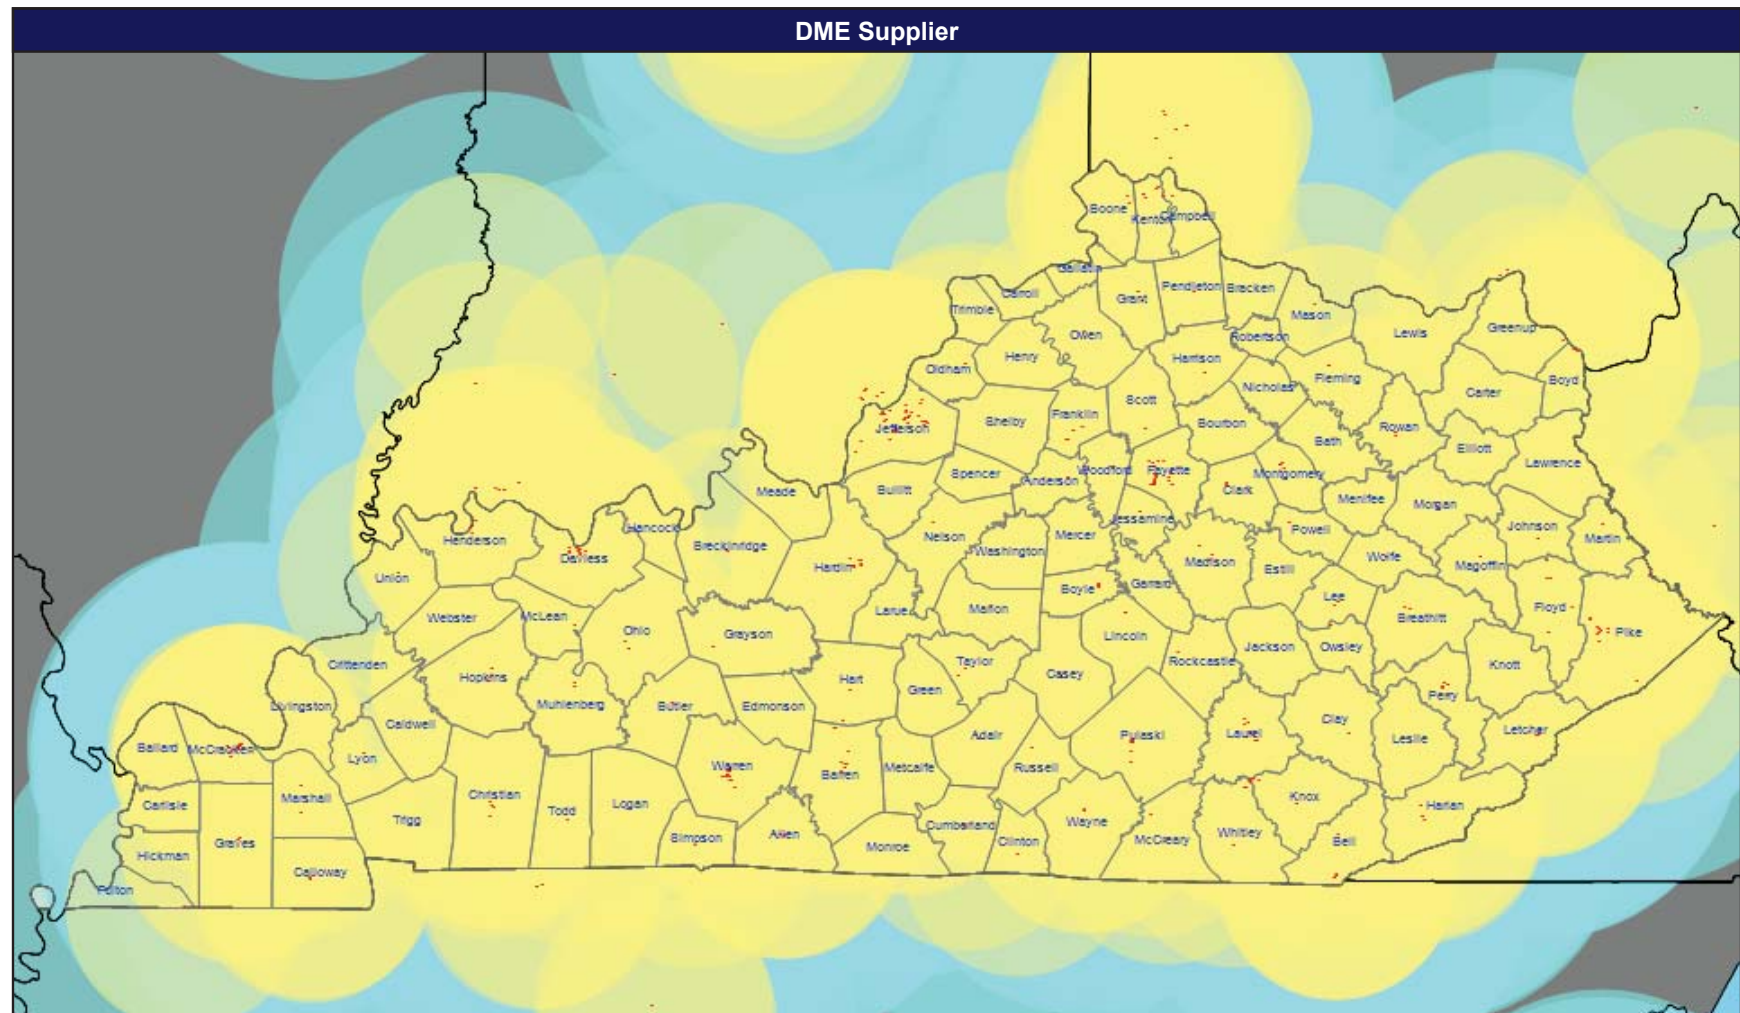 DME Supplier
Boone
Kenton
Campbell
Gallatin
Carroll
Trimble
Grant
Pendleton
Bracken
Mason
Owen
Robertson
Lewis
Greenup
Henry
Oldham
Harrison
Nicholas
Fleming
Carter
Boyd
Scott
Jefferson
Shelby
Franklin
Bourbon
Bath
Rowan
Elliott
Lawrence
Spencer
Anderson
Woodford
Fayette
Clark
Montgomery
Menifee
Morgan
Meade
Bullitt
Jessamine
Powell
Johnson
Martin
Hancock
Breckinridge
Henderson
Daviess
Nelson
Washington
Mercer
Madison
Estill
Wolfe
Magoffin
Union
Hardin
Boyle
Garrard
Lee
Floyd
Pike
Webster
McLean
Ohio
Grayson
Larue
Marion
Lincoln
Breathitt
Crittenden
Hopkins
Hart
Taylor
Green
Casey
Rockcastle
Jackson
Owsley
Knott
Livingston
Caldwell
Muhlenberg
Butler
Edmonson
Perry
Clay
Leslie
Letcher
Ballard
McCracken
Lyon
Warren
Barren
Metcalfe
Adair
Russell
Pulaski
Laurel
Carlisle
Marshall
Christian
Todd
Logan
Knox
Harlan
Trigg
Simpson
Allen
Monroe
Cumberland
Clinton
Wayne
McCreary
Whitley
Bell
Graves
Hickman
Calloway
Fulton